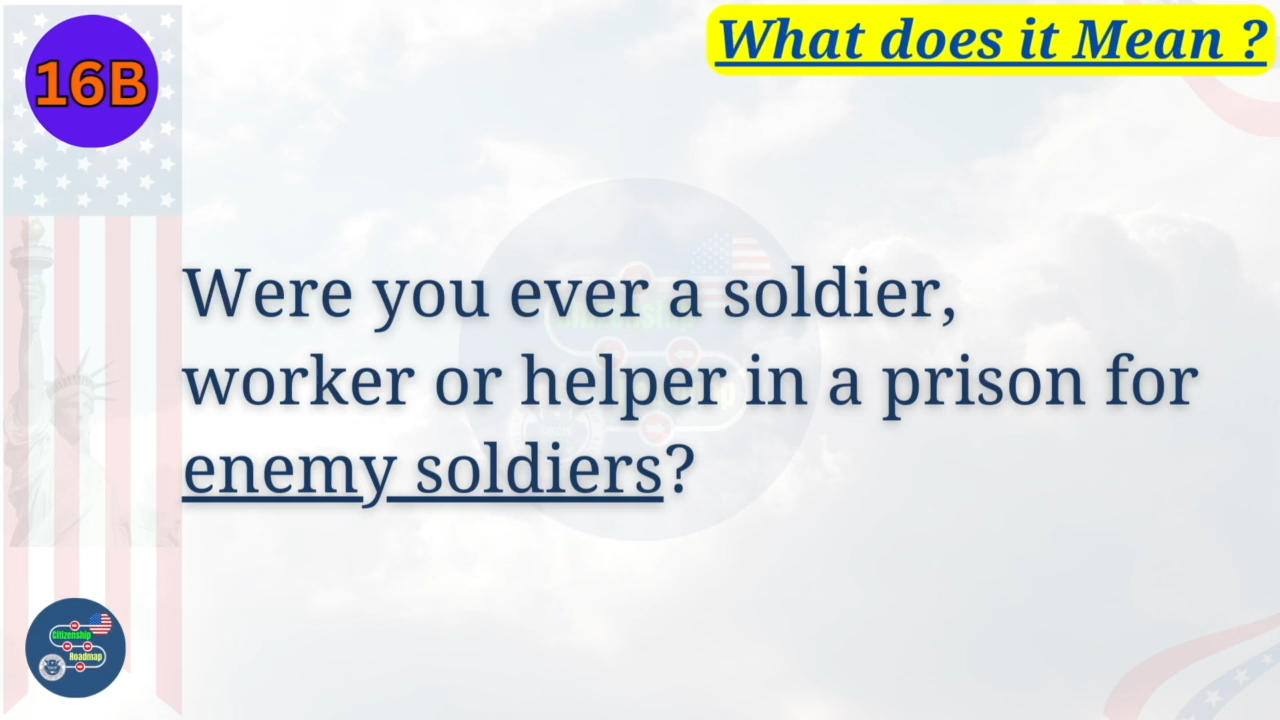 16B
What does it Mean ?
Were you ever a soldier,
worker or helper in a prison for
enemy soldiers?
Citizenship
Roadmap